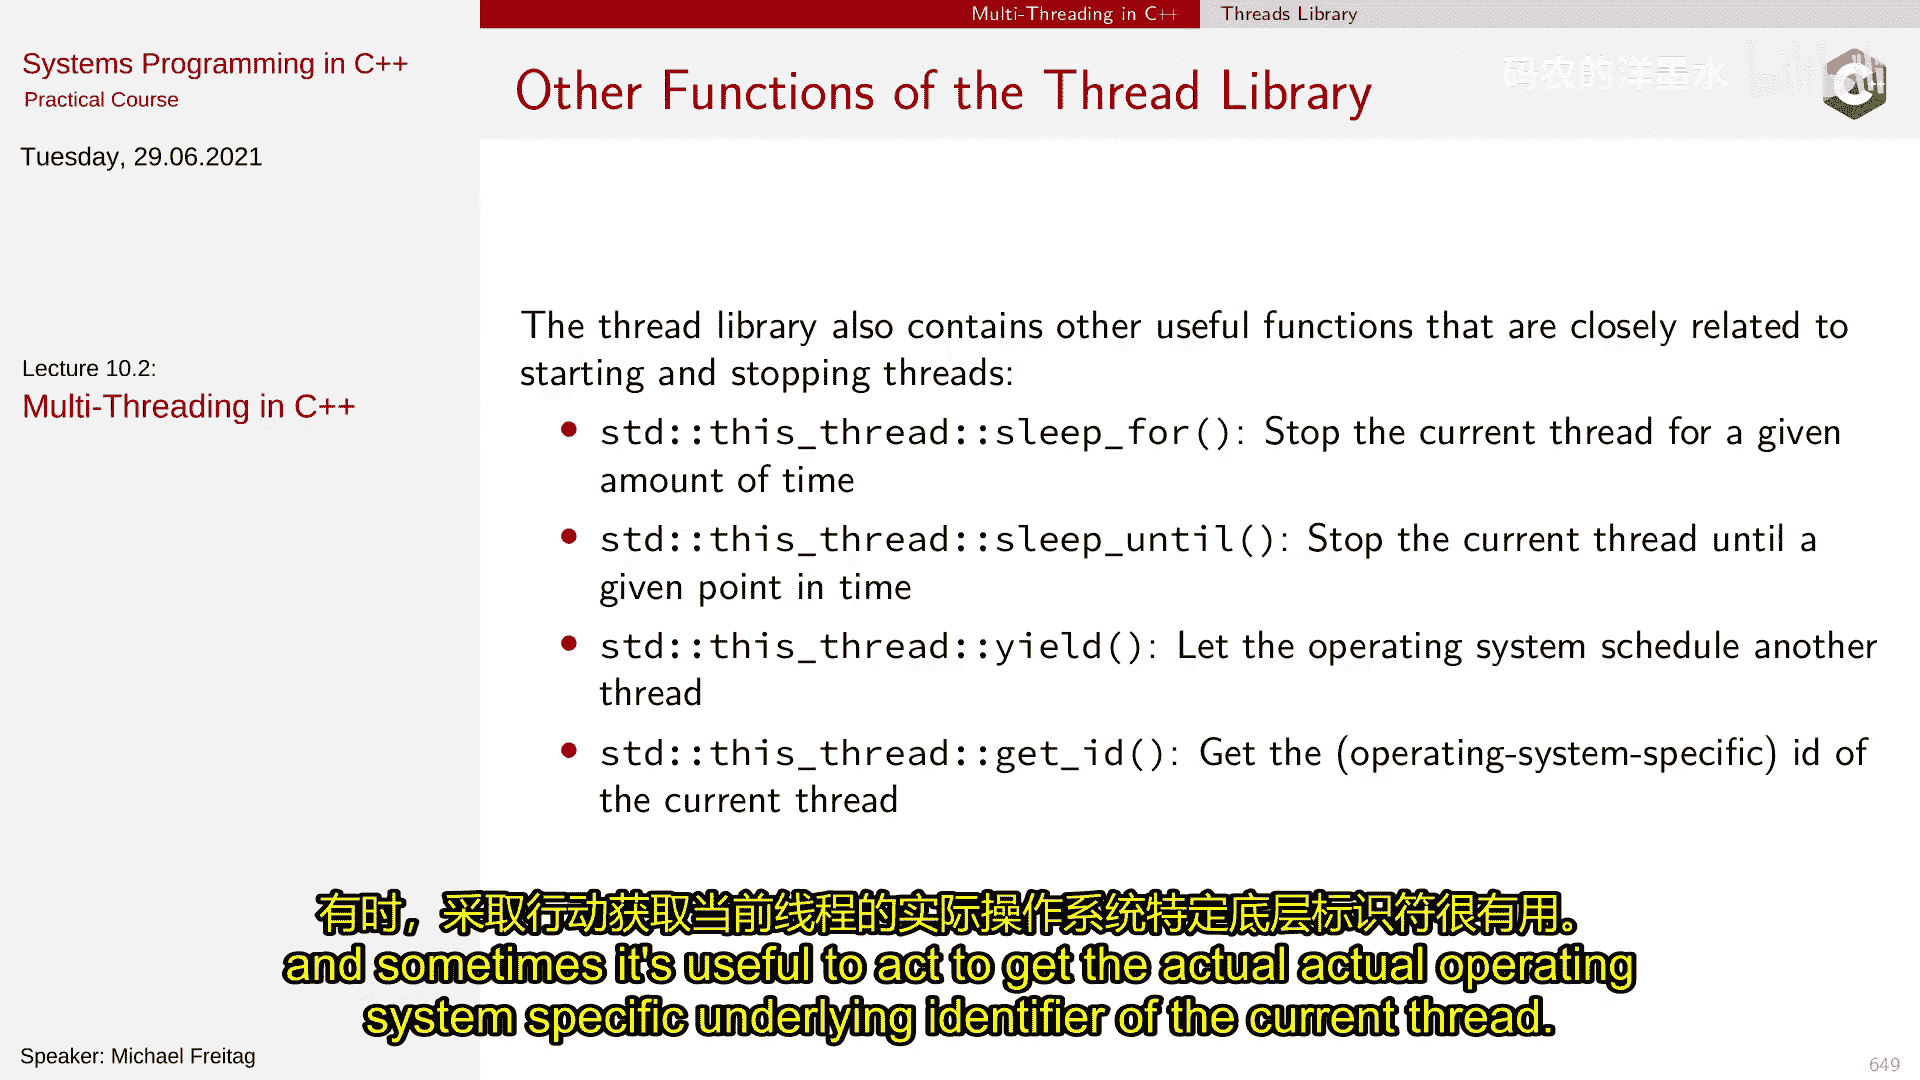 Multi-Threading in C++
Threads Library
Systems Programming in C++
Practical Course
Tuesday, 29.06.2021
Other Functions of the Thread Library
码农的洋墨水
Lecture 10.2:
Multi-Threading in C++
The thread library also contains other useful functions that are closely related to
starting and stopping threads:
• std::this_thread::sleep_for(): Stop the current thread for a given
amount of time
• std::this_thread::sleep_until(): Stop the current thread until a
given point in time
• std::this_thread::yield(): Let the operating system schedule another
thread
• std::this_thread::get_id(): Get the (operating-system-specific) id of
the current thread
有时，采取行动获取当前线程的实际操作系统特定底层标识符很有用。
and sometimes it's useful to act to get the actual actual operating
system specific underlying identifier of the current thread.
Speaker: Michael Freitag
649